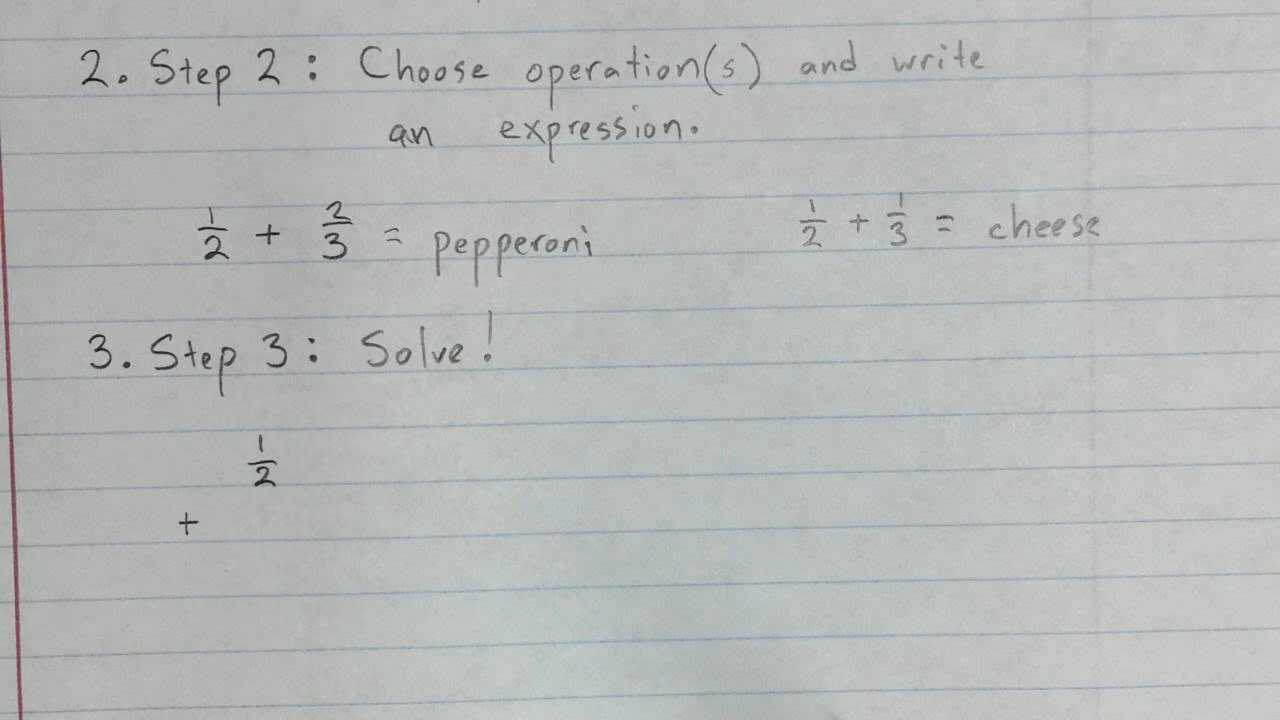 2. Step 2: Choose operation(s) and write
an expression.
1/2 + 2/3 = pepperoni 1/2 + 1/3 = cheese
3. Step 3: Solve!
1/2
+